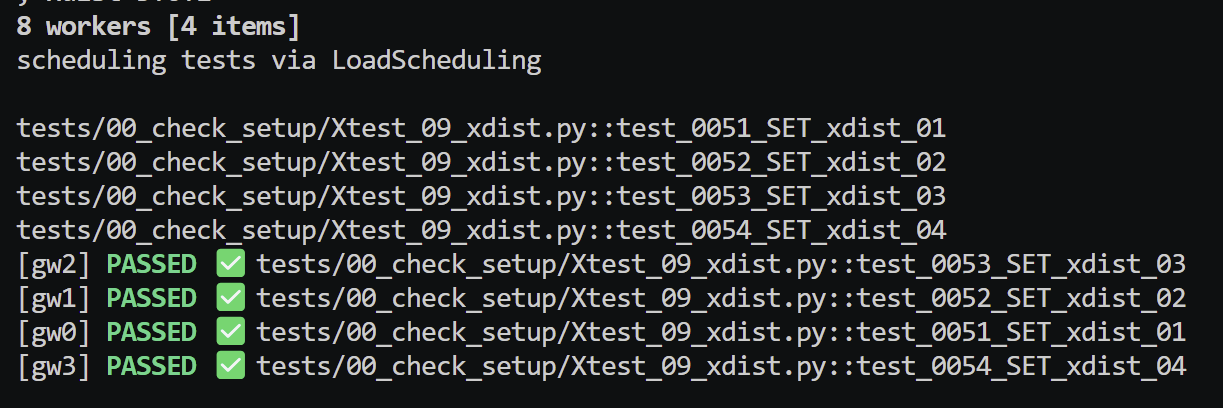 8 workers [4 items]
scheduling tests via LoadScheduling
tests/00_check_setup/Xtest_09_xdist.py::test_0051_SET_xdist_01
tests/00_check_setup/Xtest_09_xdist.py::test_0052_SET_xdist_02
tests/00_check_setup/Xtest_09_xdist.py::test_0053_SET_xdist_03
tests/00_check_setup/Xtest_09_xdist.py::test_0054_SET_xdist_04
[gw2] PASSED ✅ tests/00_check_setup/Xtest_09_xdist.py::test_0053_SET_xdist_03
[gw1] PASSED ✅ tests/00_check_setup/Xtest_09_xdist.py::test_0052_SET_xdist_02
[gw0] PASSED ✅ tests/00_check_setup/Xtest_09_xdist.py::test_0051_SET_xdist_01
[gw3] PASSED ✅ tests/00_check_setup/Xtest_09_xdist.py::test_0054_SET_xdist_04